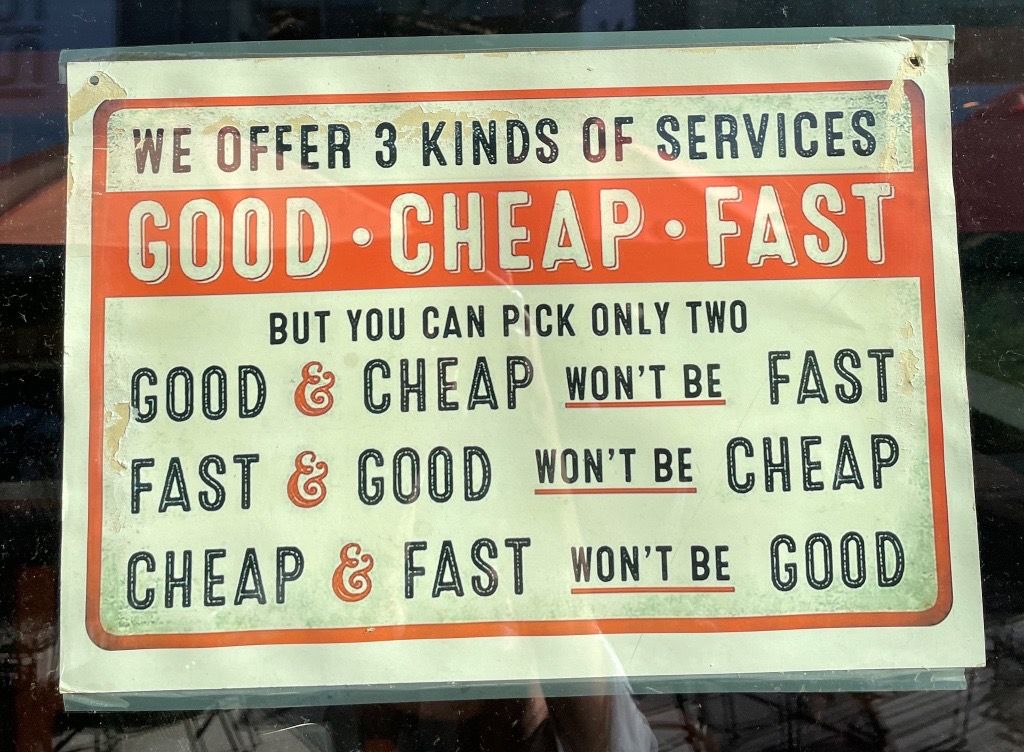 WE OFFER 3 KINDS OF SERVICES
GOOD · CHEAP · FAST
BUT YOU CAN PICK ONLY TWO
GOOD & CHEAP WON'T BE FAST
FAST & GOOD WON'T BE CHEAP
CHEAP & FAST WON'T BE GOOD